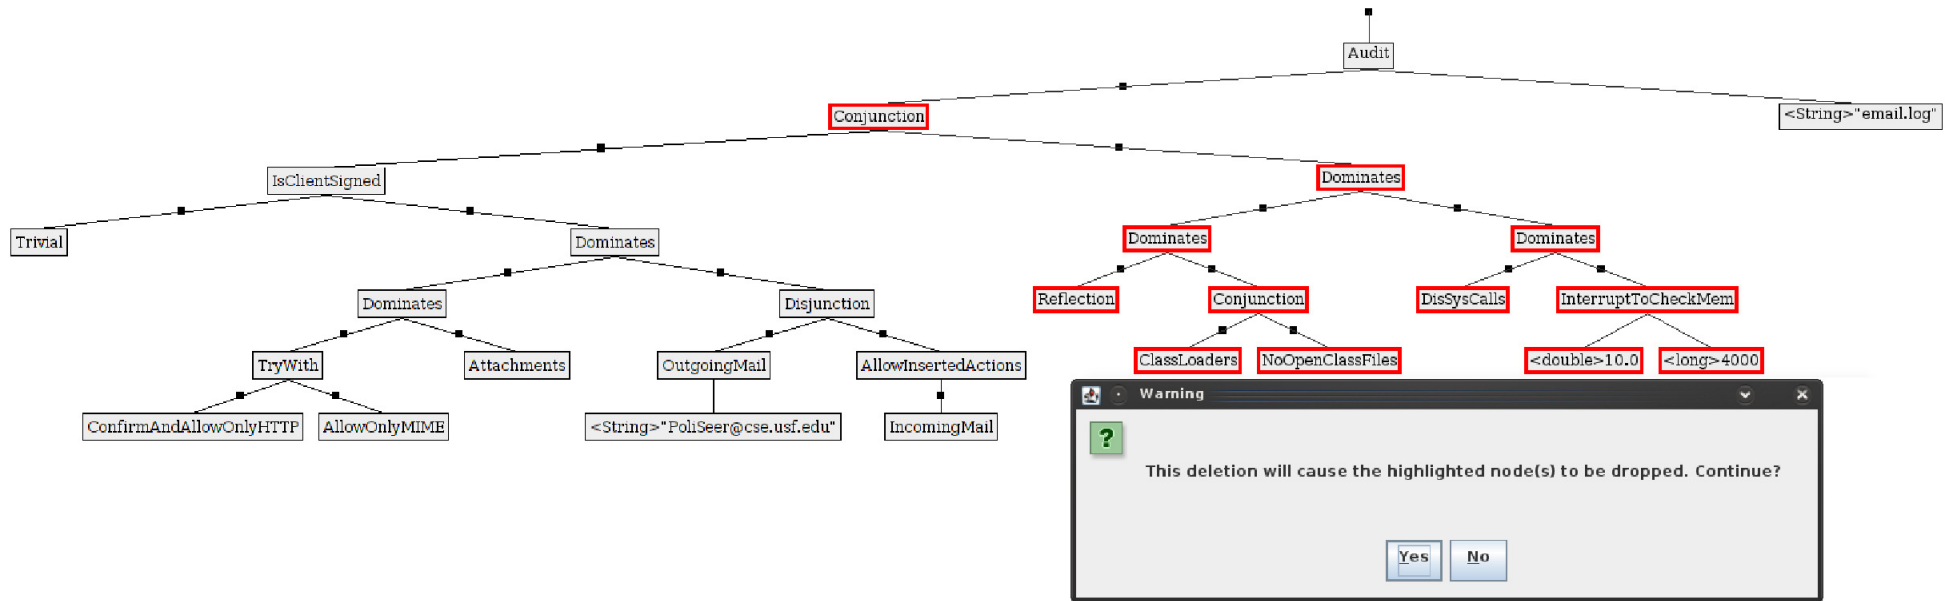 Audit
Conjunction
<String>"email.log"
IsClientSigned
Dominates
Trivial
Dominates
Dominates
Dominates
Dominates
Disjunction
Reflection
Conjunction
DisSysCalls
InterruptToCheckMem
TryWith
Attachments
OutgoingMail
AllowInsertedActions
ClassLoaders
NoOpenClassFiles
<double>10.0
<long>4000
ConfirmAndAllowOnlyHTTP
AllowOnlyMIME
<String>"PoliSeer@cse.usf.edu"
IncomingMail
Warning
?
This deletion will cause the highlighted node(s) to be dropped. Continue?
Yes
No